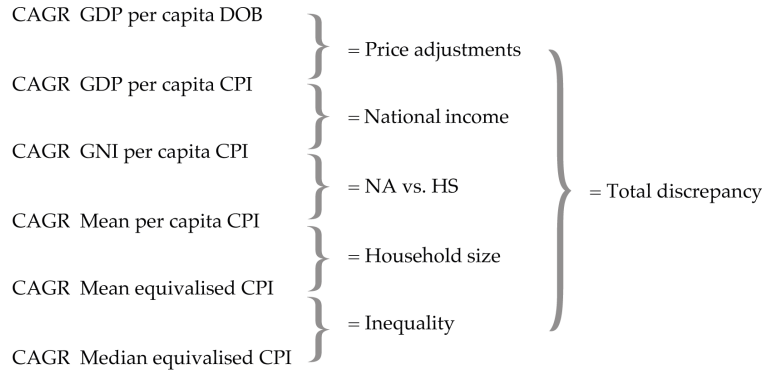 CAGR GDP per capita DOB
= Price adjustments
CAGR GDP per capita CPI
= National income
CAGR GNI per capita CPI
= NA vs. HS
= Total discrepancy
CAGR Mean per capita CPI
= Household size
CAGR Mean equivalised CPI
= Inequality
CAGR Median equivalised CPI